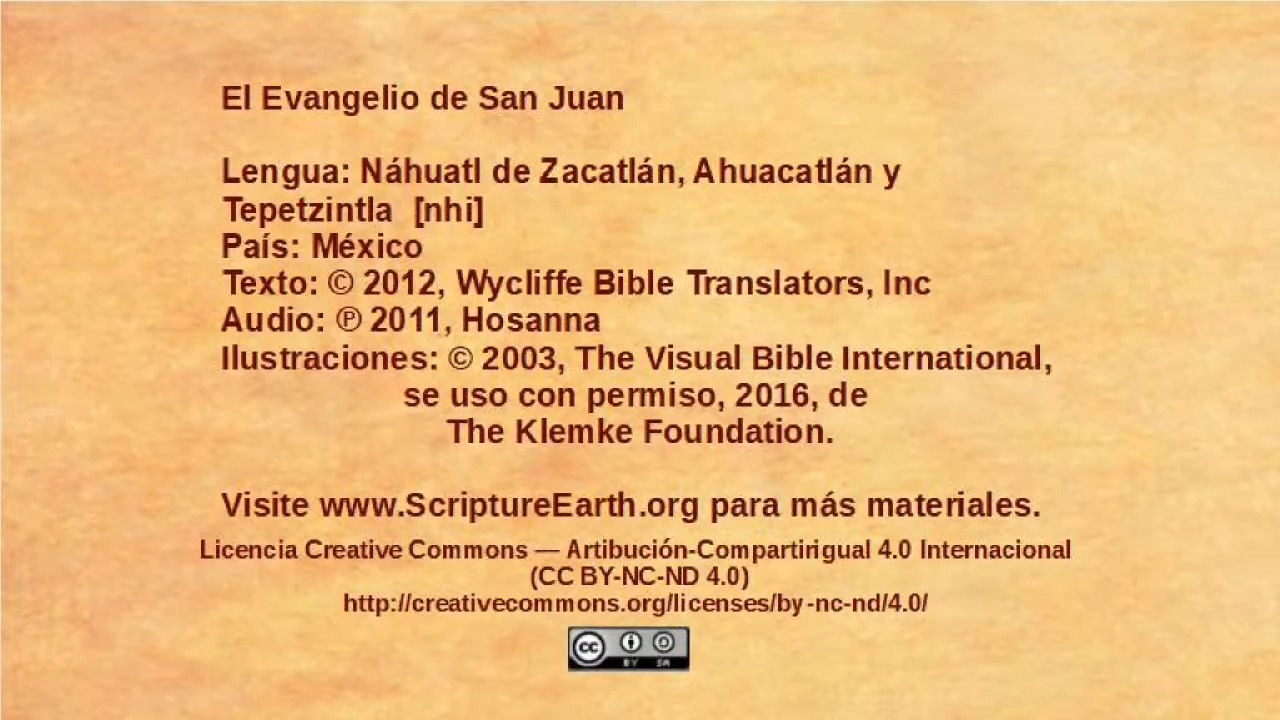 El Evangelio de San Juan
Lengua: Náhuatl de Zacatlán, Ahuacatlán y
Tepetzintla [nhi]
País: México
Texto: © 2012, Wycliffe Bible Translators, Inc
Audio: ℗ 2011, Hosanna
Ilustraciones: © 2003, The Visual Bible International,
se uso con permiso, 2016, de
The Klemke Foundation.
Visite www.ScriptureEarth.org para más materiales.
Licencia Creative Commons — Artibución-Compartirigual 4.0 Internacional
(CC BY-NC-ND 4.0)
http://creativecommons.org/licenses/by-nc-nd/4.0/
cc BY SA